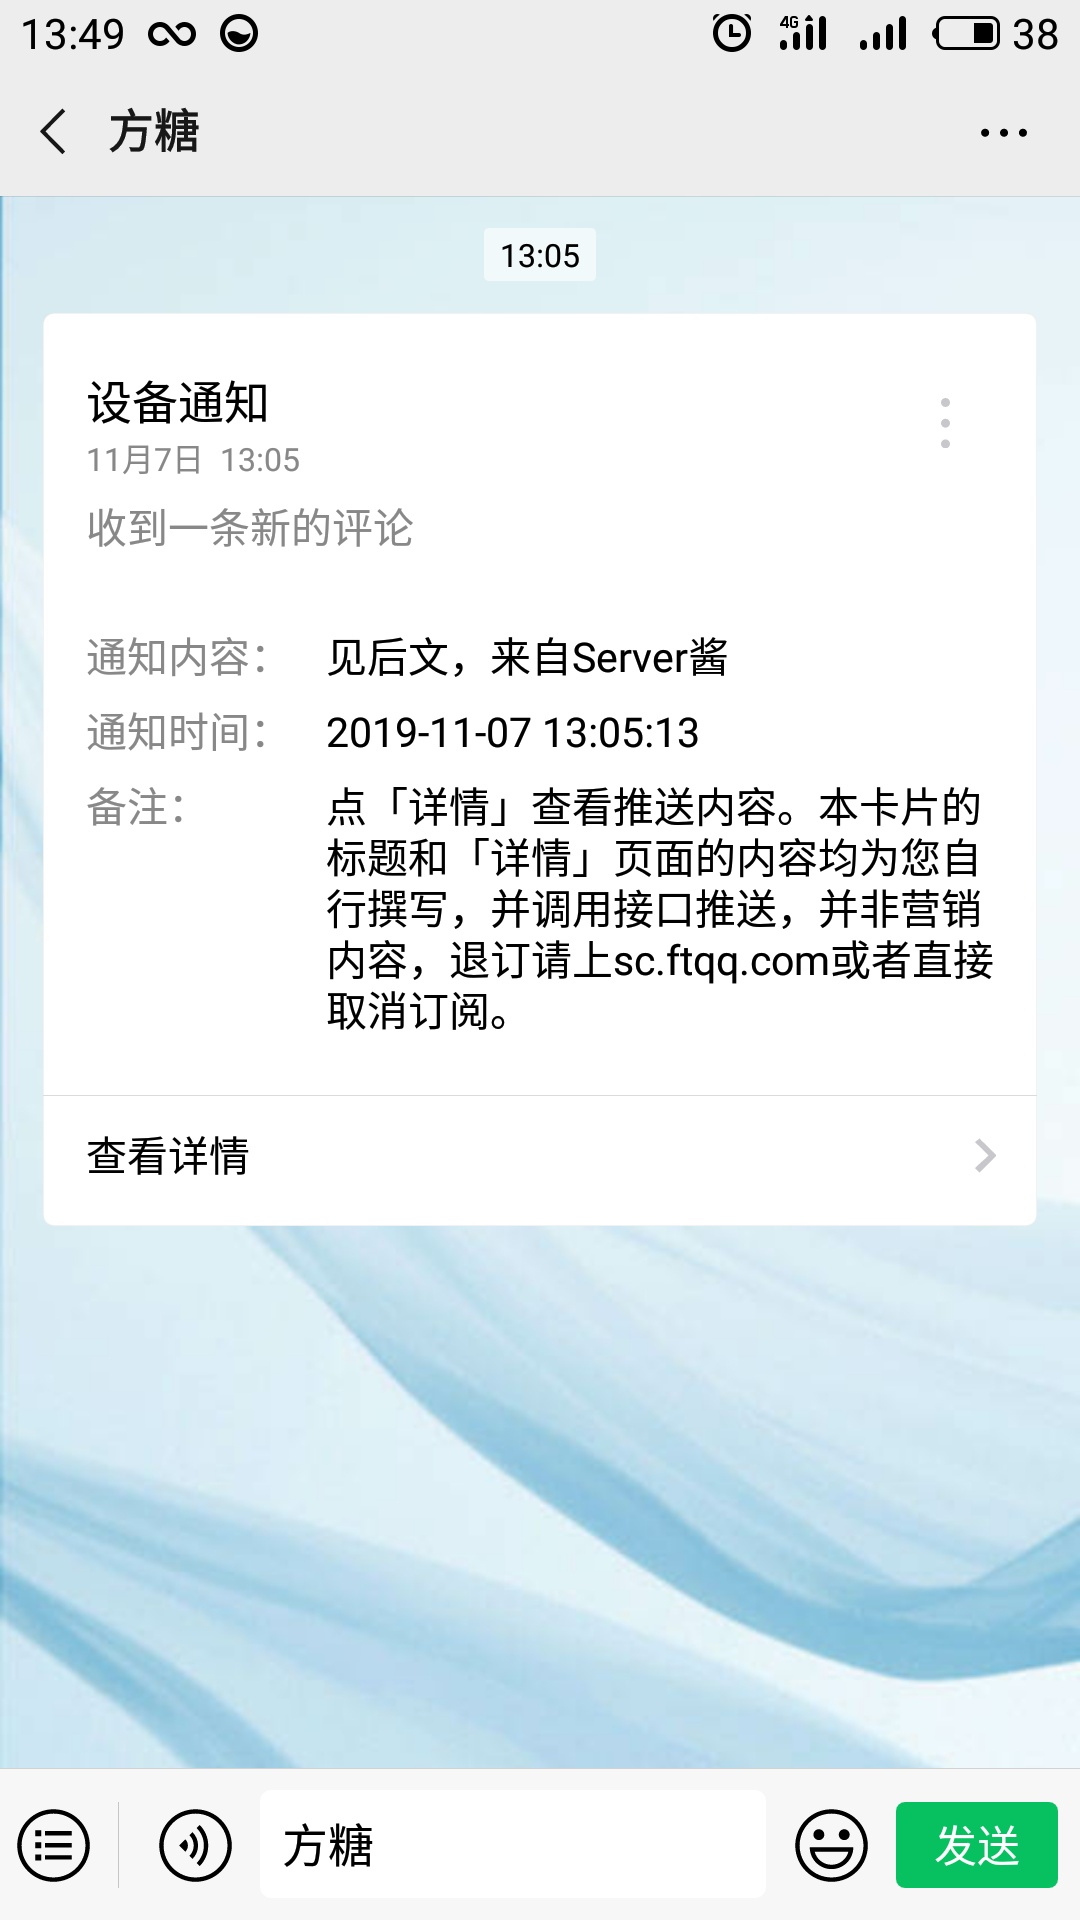 13:49 4G 38
方糖
13:05
设备通知
11月7日 13:05
收到一条新的评论
通知内容： 见后文，来自Server酱
通知时间： 2019-11-07 13:05:13
备注： 点「详情」查看推送内容。本卡片的
标题和「详情」页面的内容均为您自
行撰写，并调用接口推送，并非营销
内容，退订请上sc.ftqq.com或者直接
取消订阅。
查看详情
方糖
发送